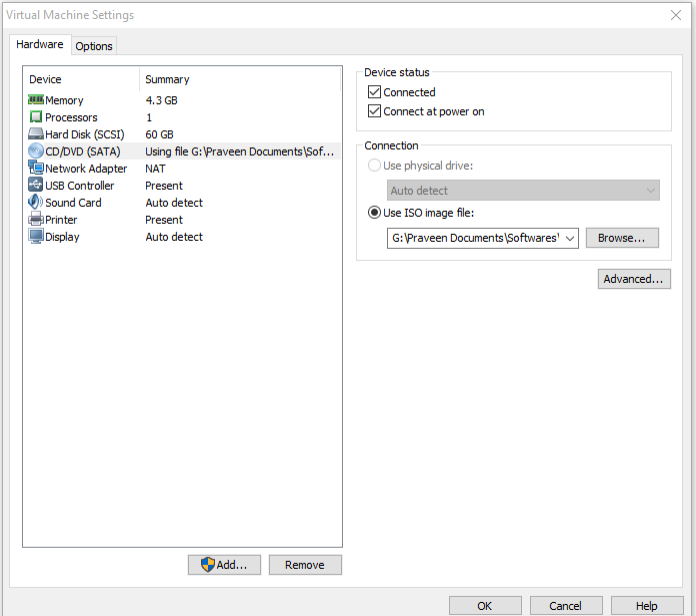 Virtual Machine Settings
Hardware
Options
Device Summary
Memory 4.3 GB
Processors 1
Hard Disk (SCSI) 60 GB
CD/DVD (SATA) Using file G:\Praveen Documents\Sof...
Network Adapter NAT
USB Controller Present
Sound Card Auto detect
Printer Present
Display Auto detect
Add...
Remove
Device status
Connected
Connect at power on
Connection
Use physical drive:
Auto detect
Use ISO image file:
G:\Praveen Documents\Softwares\
Browse...
Advanced...
OK
Cancel
Help